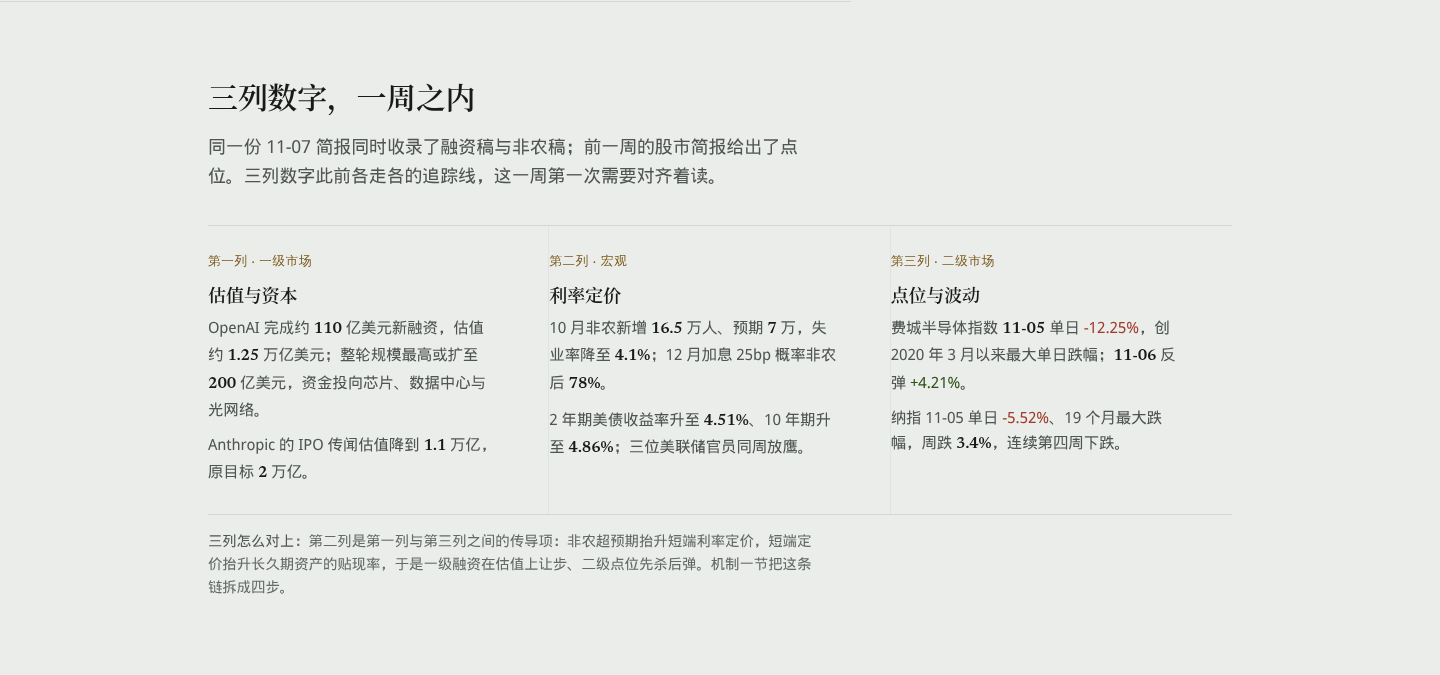 三列数字，一周之内
同一份 11-07 简报同时收录了融资稿与非农稿；前一周的股市简报给出了点
位。三列数字此前各走各的追踪线，这一周第一次需要对齐着读。
第一列 · 一级市场
估值与资本
OpenAI 完成约 110 亿美元新融资，估值
约 1.25 万亿美元；整轮规模最高或扩至
200 亿美元，资金投向芯片、数据中心与
光网络。
Anthropic 的 IPO 传闻估值降到 1.1 万亿，
原目标 2 万亿。
第二列 · 宏观
利率定价
10 月非农新增 16.5 万人、预期 7 万，失
业率降至 4.1%；12 月加息 25bp 概率非农
后 78%。
2 年期美债收益率升至 4.51%、10 年期升
至 4.86%；三位美联储官员同周放鹰。
第三列 · 二级市场
点位与波动
费城半导体指数 11-05 单日 -12.25%，创
2020 年 3 月以来最大单日跌幅；11-06 反
弹 +4.21%。
纳指 11-05 单日 -5.52%、19 个月最大跌
幅，周跌 3.4%，连续第四周下跌。
三列怎么对上：第二列是第一列与第三列之间的传导项：非农超预期抬升短端利率定价，短端定
价抬升长久期资产的贴现率，于是一级融资在估值上让步、二级点位先杀后弹。机制一节把这条
链拆成四步。